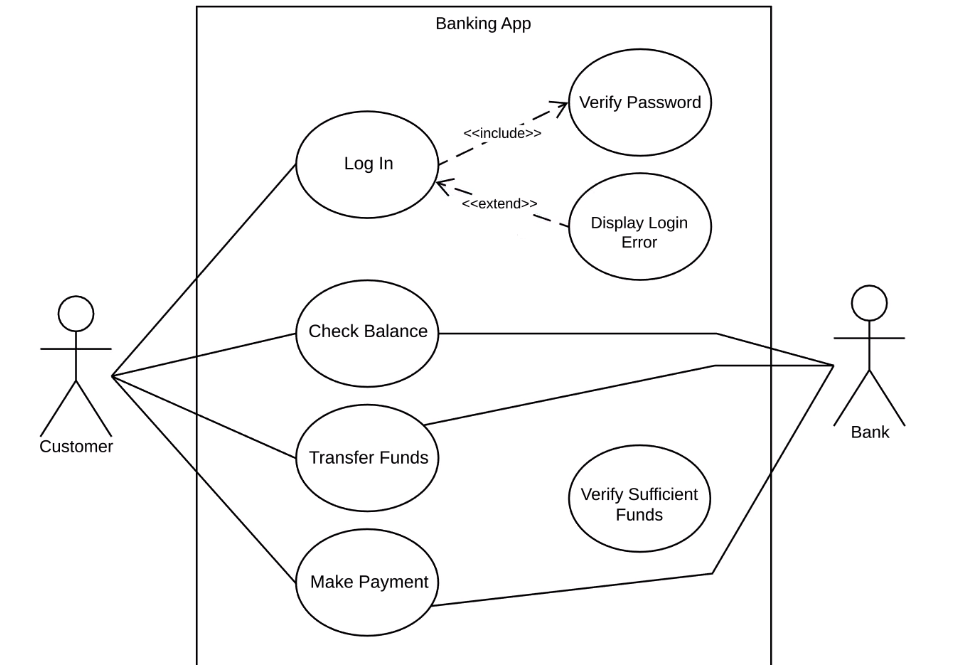 Banking App
Verify Password
<<include>>
Log In
<<extend>>
Display Login
Error
Check Balance
Customer
Bank
Transfer Funds
Verify Sufficient
Funds
Make Payment